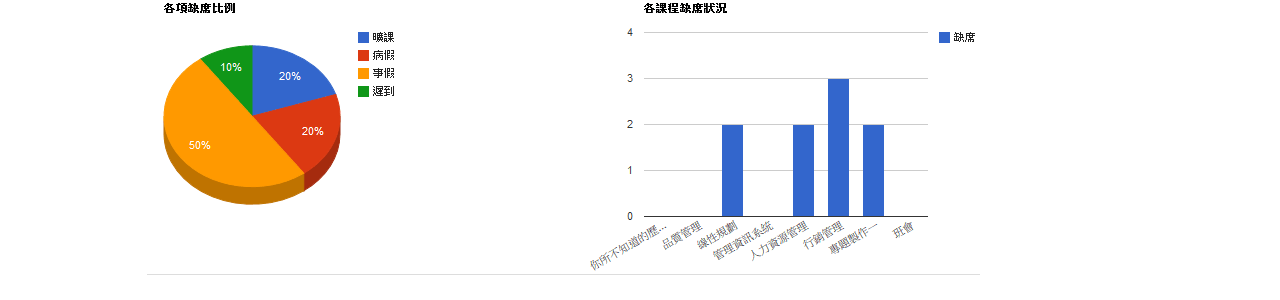 各項缺席比例
曠課
病假
事假
遲到
20%
20%
50%
10%
各課程缺席狀況
缺席
4
3
2
1
0
你所不知道的歷...
品質管理
線性規劃
管理資訊系統
人力資源管理
行銷管理
專題製作一
班會